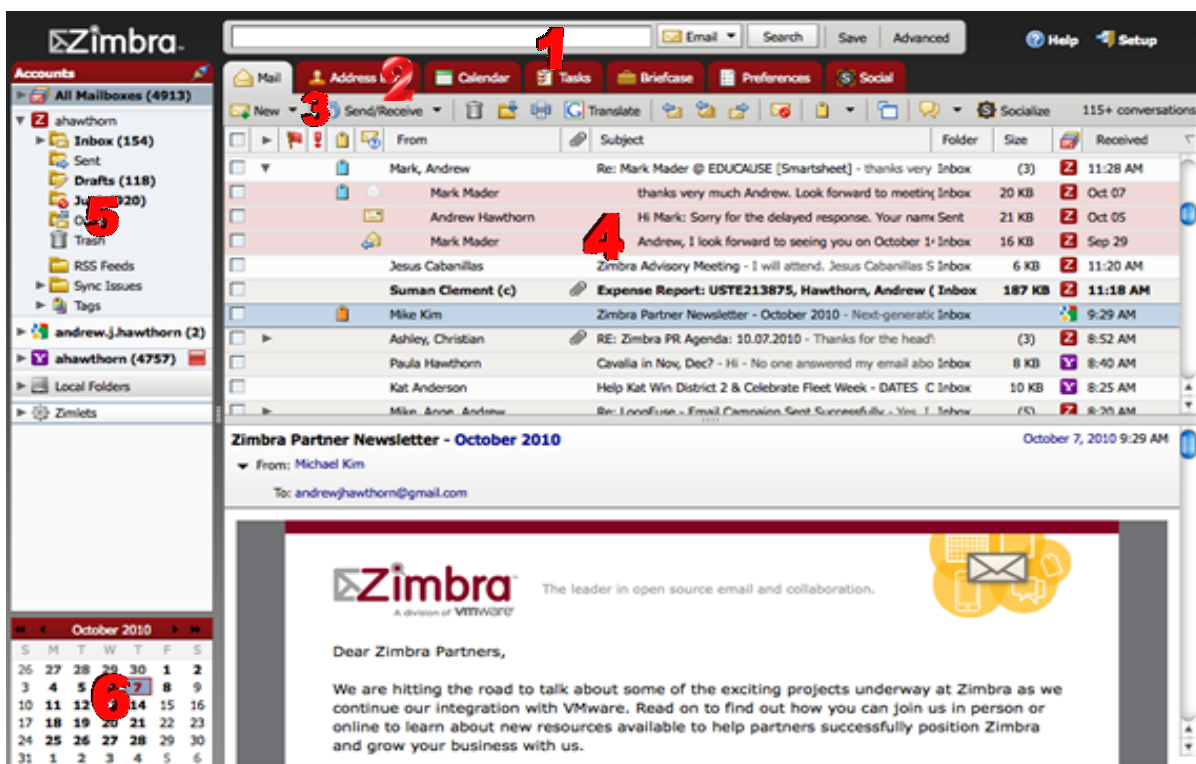 Zimbra
Email Search Save Advanced Help Setup
1
Accounts
Mail Address 2 Calendar Tasks Briefcase Preferences Social
All Mailboxes (4913)
New 3 Send/Receive Translate Socialize 115+ conversations
ahawthorn
Inbox (154)
Sent
Drafts (118)
5
Trash
RSS Feeds
Sync Issues
Tags
andrew.j.hawthorn (2)
ahawthorn (4757)
Local Folders
Zimlets
From Subject Folder Size Received
Mark, Andrew Re: Mark Mader @ EDUCAUSE [Smartsheet] - thanks very Inbox (3) 11:28 AM
Mark Mader thanks very much Andrew. Look forward to meeting Inbox 20 KB Oct 07
Andrew Hawthorn Hi Mark: Sorry for the delayed response. Your name Sent 21 KB Oct 05
4
Mark Mader Andrew, I look forward to seeing you on October Inbox 16 KB Sep 29
Jesus Cabanillas Zimbra Advisory Meeting - I will attend. Jesus Cabanillas S Inbox 6 KB 11:20 AM
Suman Clement (c) Expense Report: USTE213875, Hawthorn, Andrew ( Inbox 187 KB 11:18 AM
Mike Kim Zimbra Partner Newsletter - October 2010 - Next-generatic Inbox 9:29 AM
Ashley, Christian RE: Zimbra PR Agenda: 10.07.2010 - Thanks for the head's (3) 8:52 AM
Paula Hawthorn Cavalia in Nov, Dec? - Hi - No one answered my email abo Inbox 8 KB 8:40 AM
Kat Anderson Help Kat Win District 2 & Celebrate Fleet Week - DATES C Inbox 10 KB 8:25 AM
Mike, Anne, Andrew Re: LoopFuse - Email Campaign Sent Successfully - Yes, I Inbox (5) 8:20 AM
Zimbra Partner Newsletter - October 2010 October 7, 2010 9:29 AM
From: Michael Kim
To: andrewjhawthorn@gmail.com
Zimbra
A division of vmware
The leader in open source email and collaboration.
Dear Zimbra Partners,
We are hitting the road to talk about some of the exciting projects underway at Zimbra as we
continue our integration with VMware. Read on to find out how you can join us in person or
online to learn about new resources available to help partners successfully position Zimbra
and grow your business with us.
October 2010
S M T W T F S
26 27 28 29 30 1 2
3 4 5 7 8 9
6
10 11 12 14 15 16
17 18 19 20 21 22 23
24 25 26 27 28 29 30
31 1 2 3 4 5 6